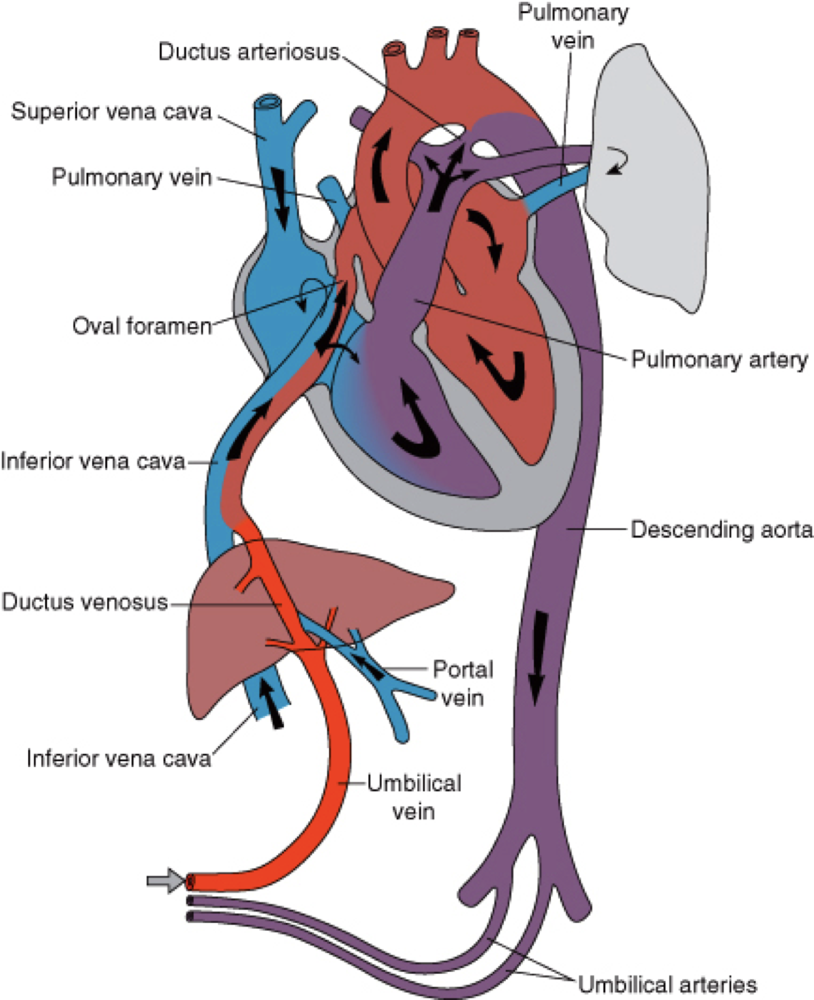 Pulmonary
vein
Ductus arteriosus
Superior vena cava
Pulmonary vein
Oval foramen
Pulmonary artery
Inferior vena cava
Descending aorta
Ductus venosus
Portal
vein
Inferior vena cava
Umbilical
vein
Umbilical arteries